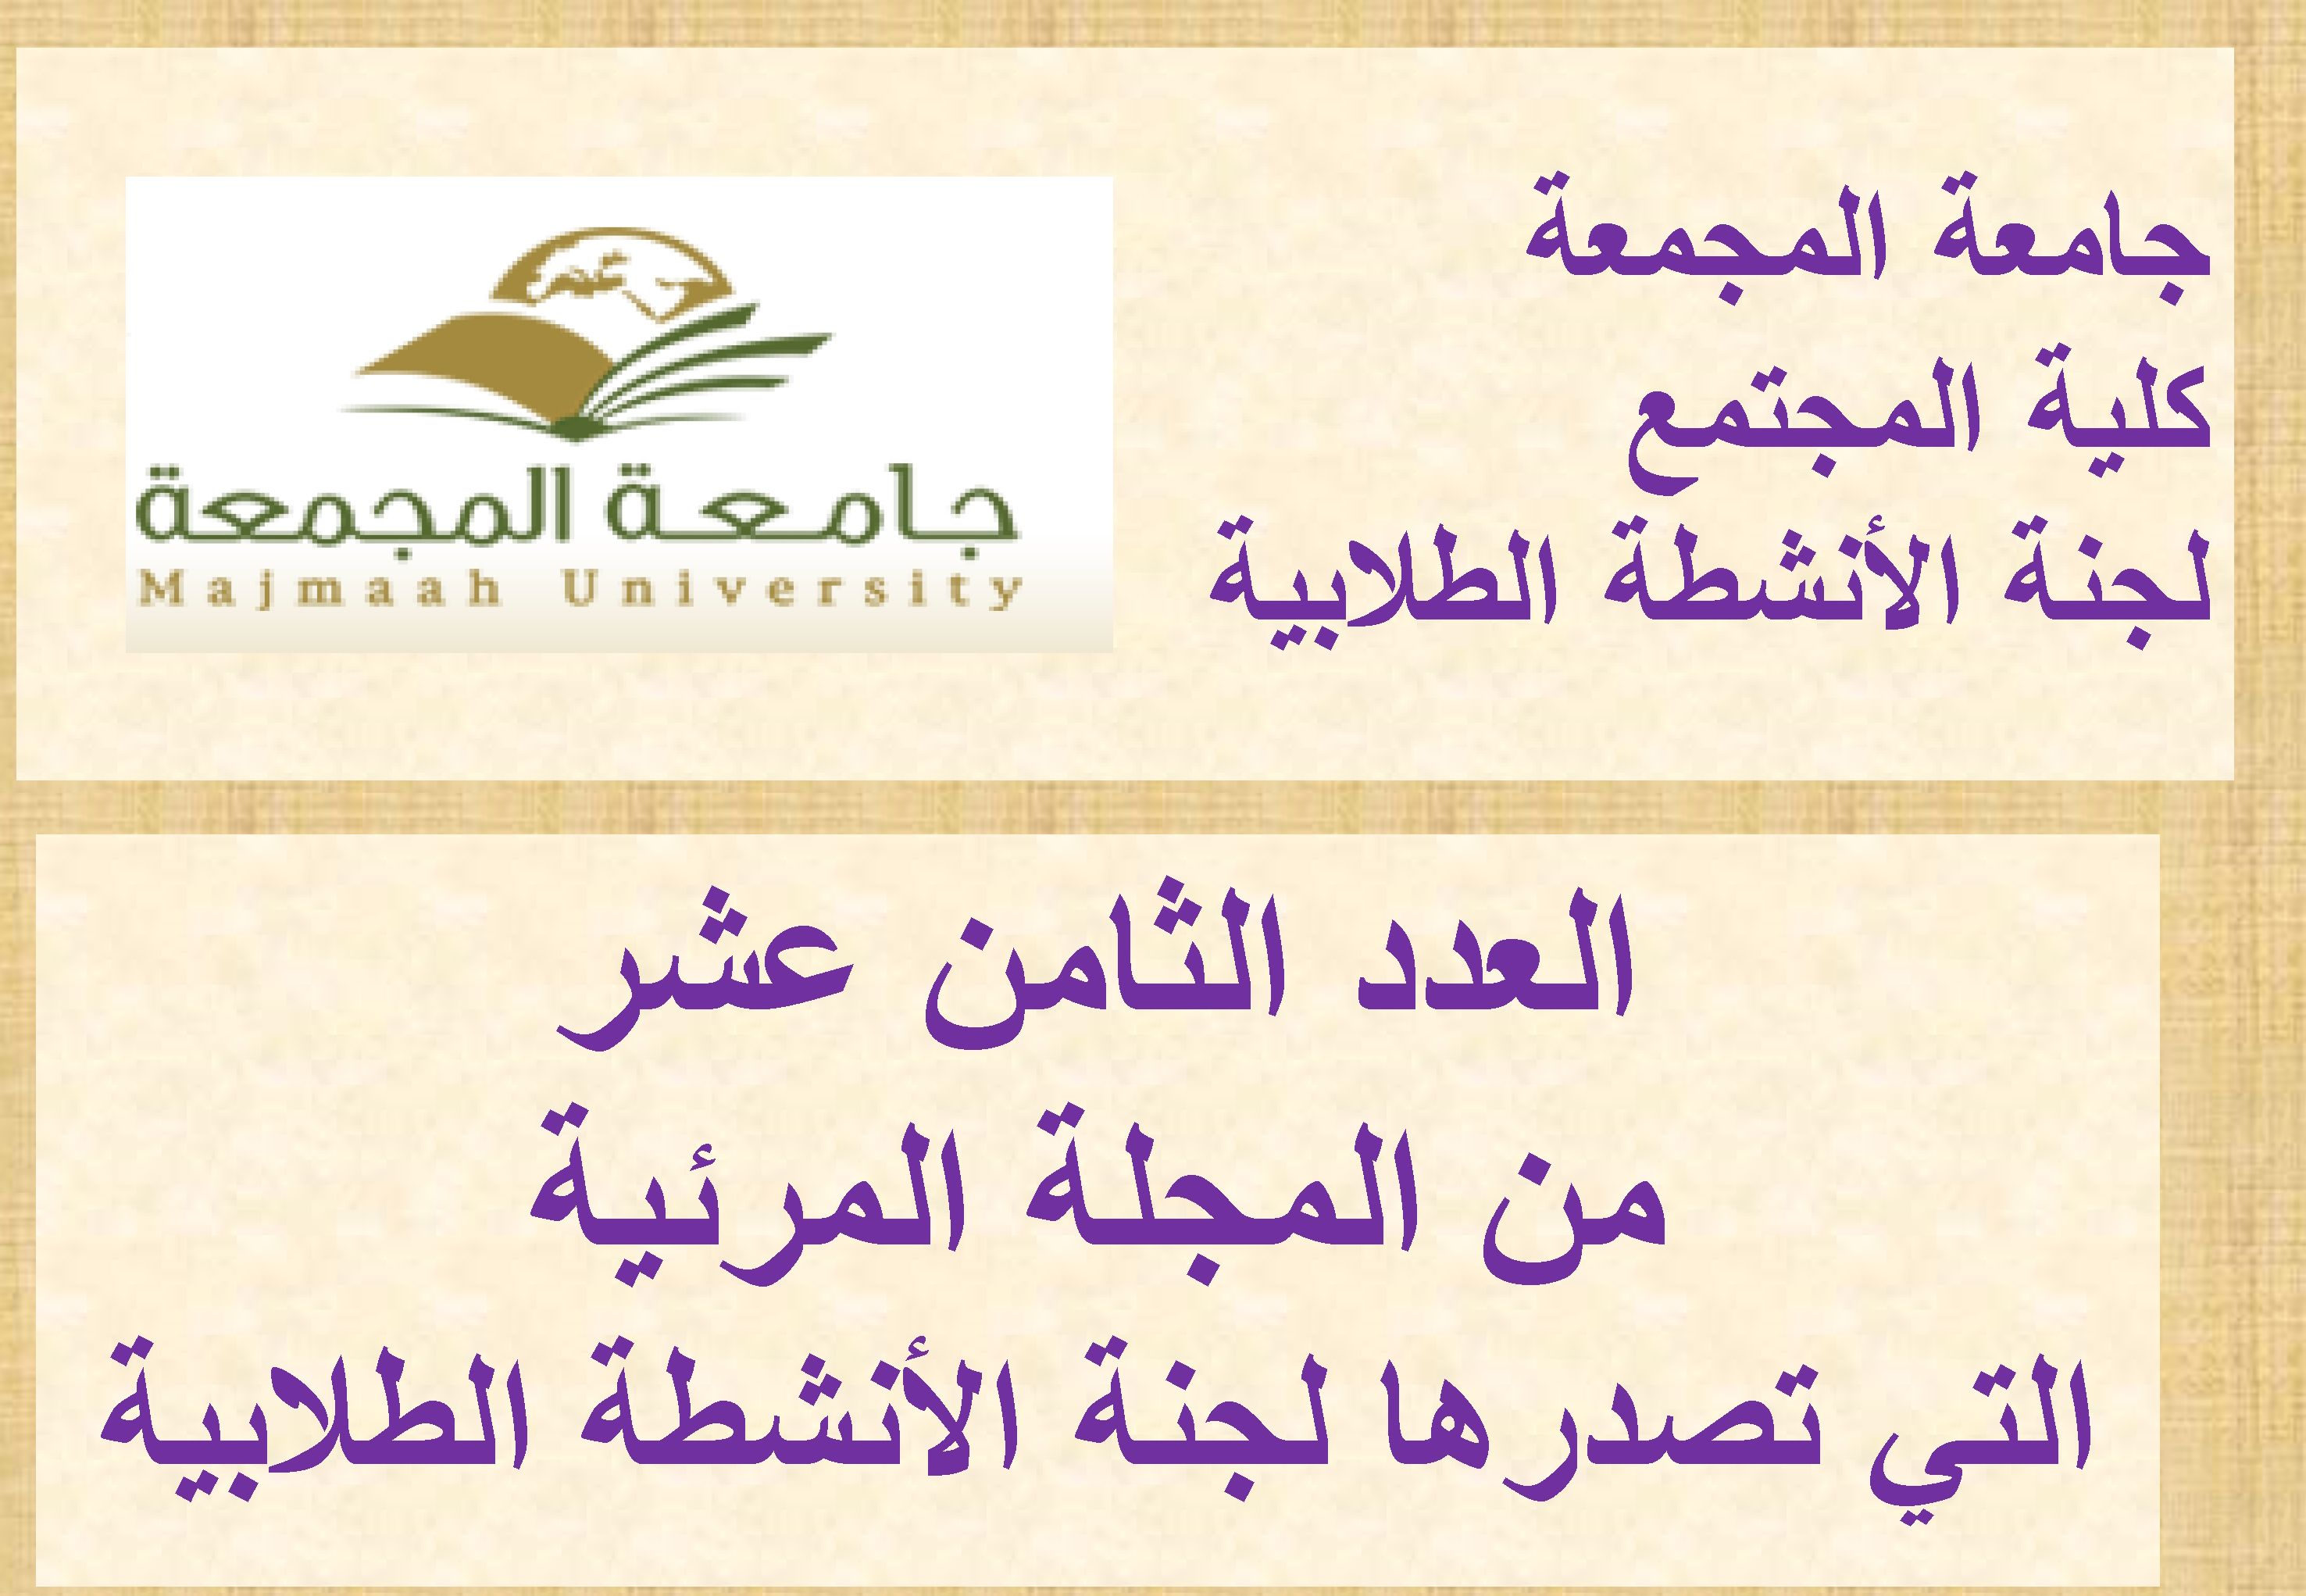 جامعة المجمعة
كلية المجتمع
لجنة الأنشطة الطلابية
جامعة المجمعة
Majmaah University
العدد الثامن عشر
من المجلة المرئية
التي تصدرها لجنة الأنشطة الطلابية